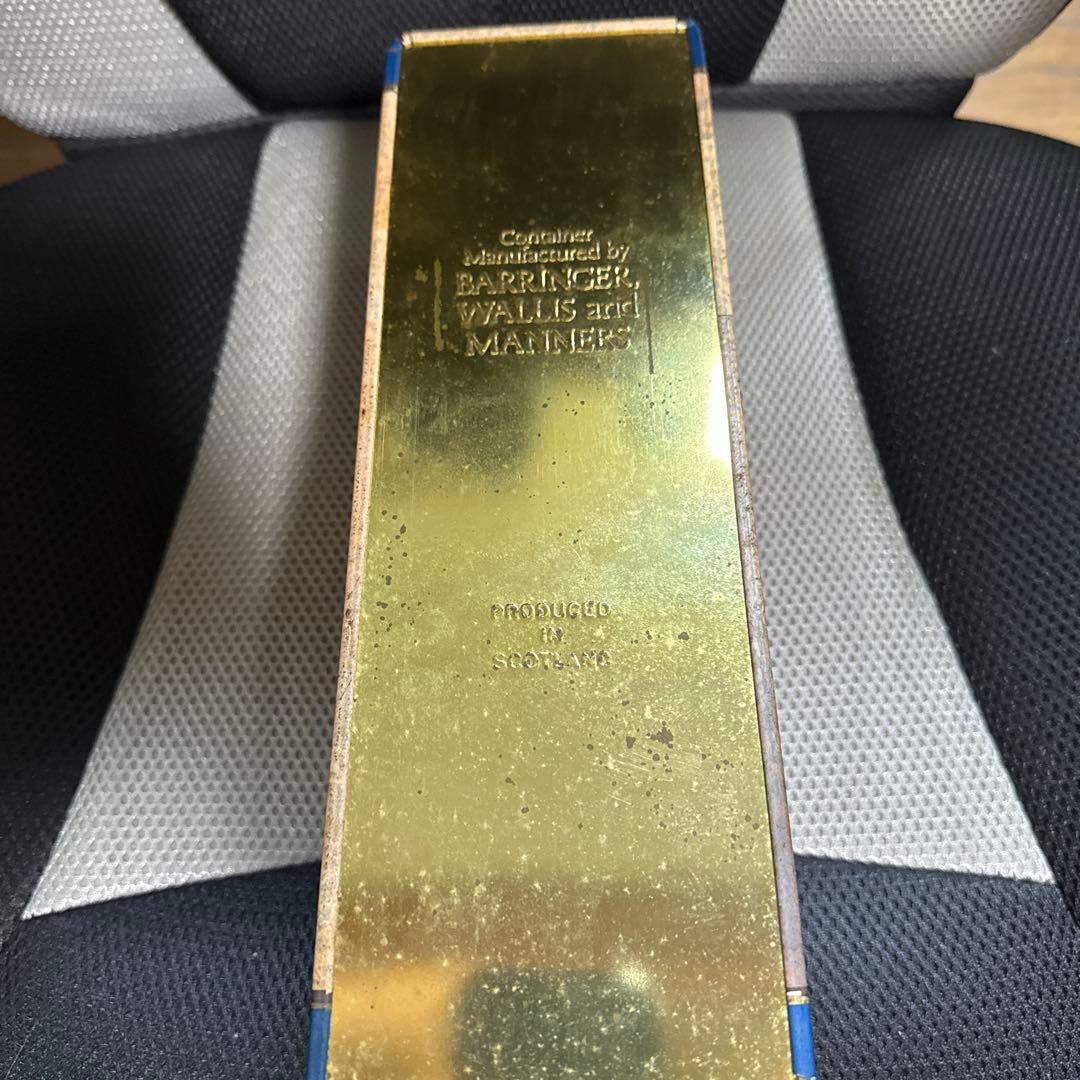 Container
Manufactured by
BARRINGER,
WALLIS and
MANNERS
PRODUCED
IN
SCOTLAND